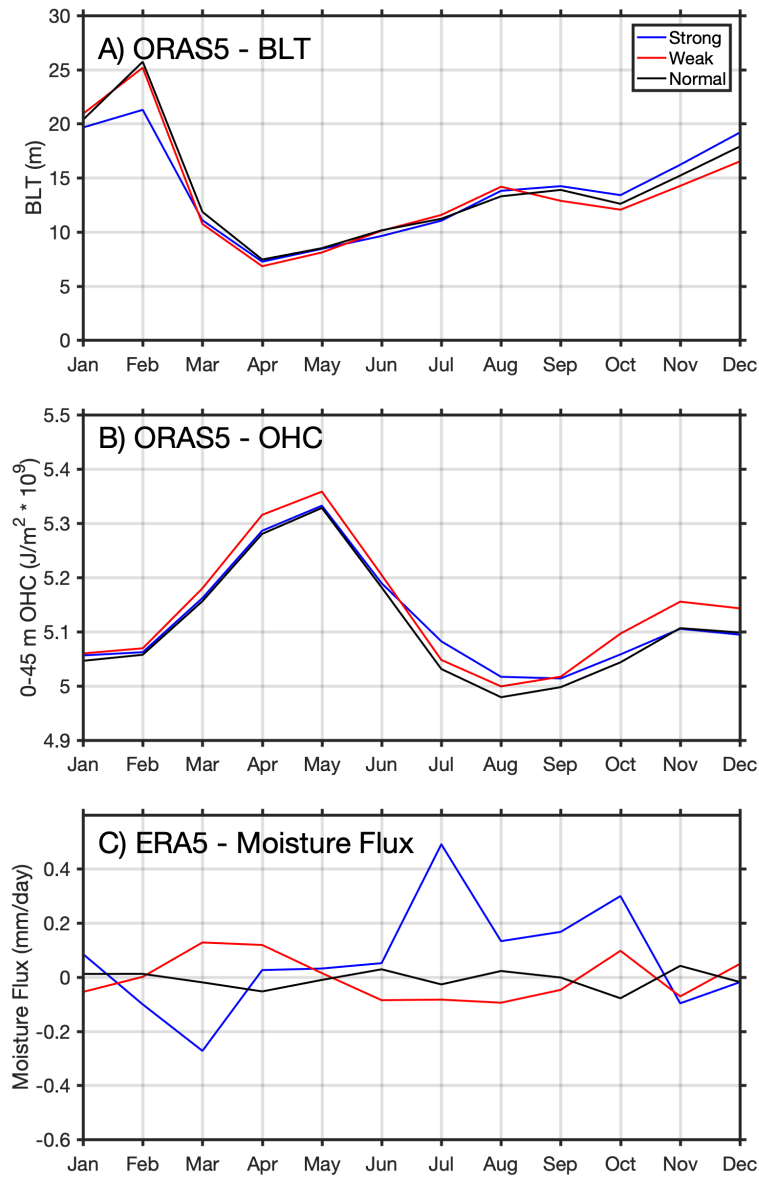 A) ORAS5 - BLT
Strong
Weak
Normal
BLT (m)
30
25
20
15
10
5
0
Jan Feb Mar Apr May Jun Jul Aug Sep Oct Nov Dec
B) ORAS5 - OHC
0-45 m OHC (J/m² * 10⁹)
5.5
5.4
5.3
5.2
5.1
5
4.9
Jan Feb Mar Apr May Jun Jul Aug Sep Oct Nov Dec
C) ERA5 - Moisture Flux
Moisture Flux (mm/day)
0.4
0.2
0
-0.2
-0.4
-0.6
Jan Feb Mar Apr May Jun Jul Aug Sep Oct Nov Dec